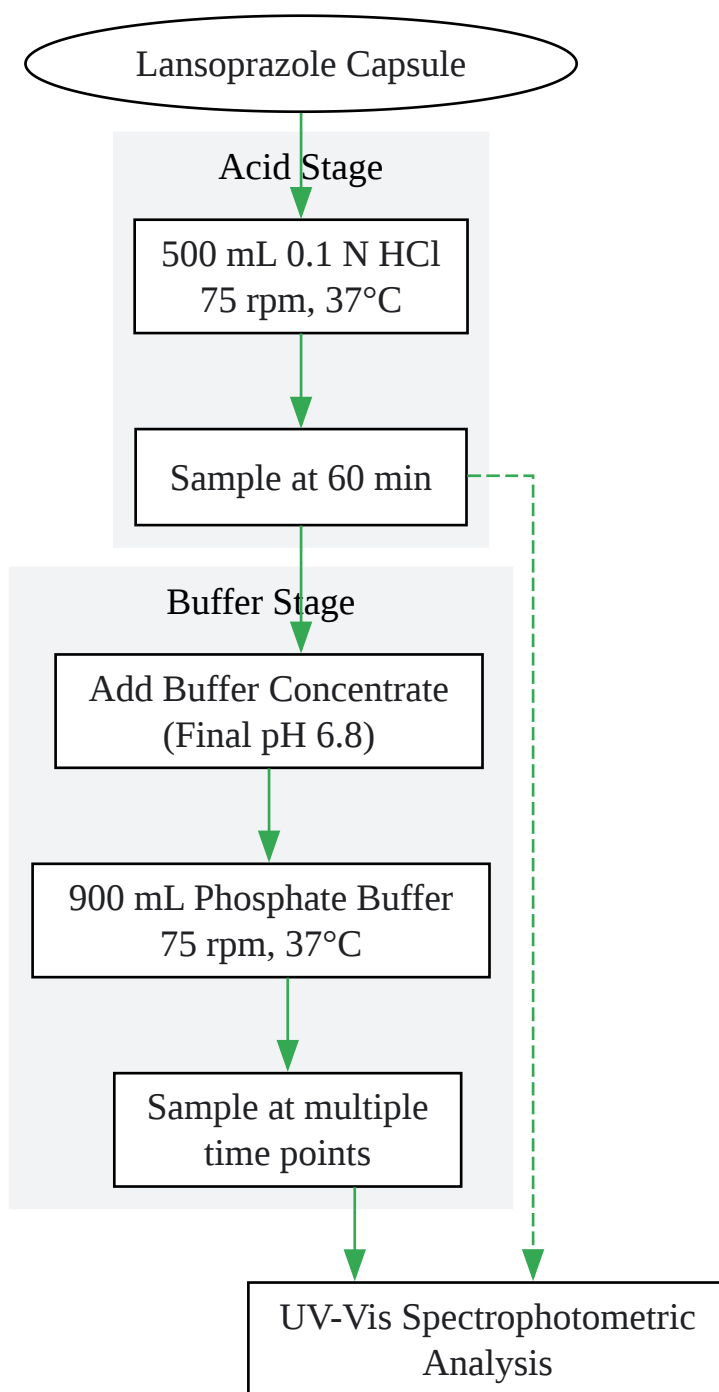 Lansoprazole Capsule
Acid Stage
500 mL 0.1 N HCl
75 rpm, 37°C
Sample at 60 min
Buffer Stage
Add Buffer Concentrate
(Final pH 6.8)
900 mL Phosphate Buffer
75 rpm, 37°C
Sample at multiple
time points
UV-Vis Spectrophotometric
Analysis